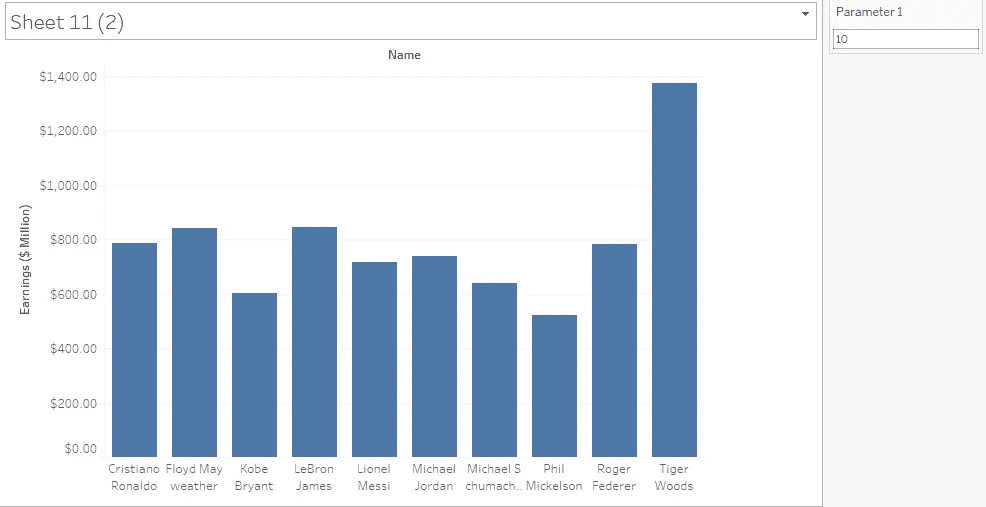 Sheet 11 (2)
Parameter 1
10
Name
$1,400.00
$1,200.00
$1,000.00
$800.00
$600.00
$400.00
$200.00
$0.00
Earnings ($ Million)
Cristiano
Ronaldo
Floyd May
weather
Kobe
Bryant
LeBron
James
Lionel
Messi
Michael
Jordan
Michael S
chumach..
Phil
Mickelson
Roger
Federer
Tiger
Woods